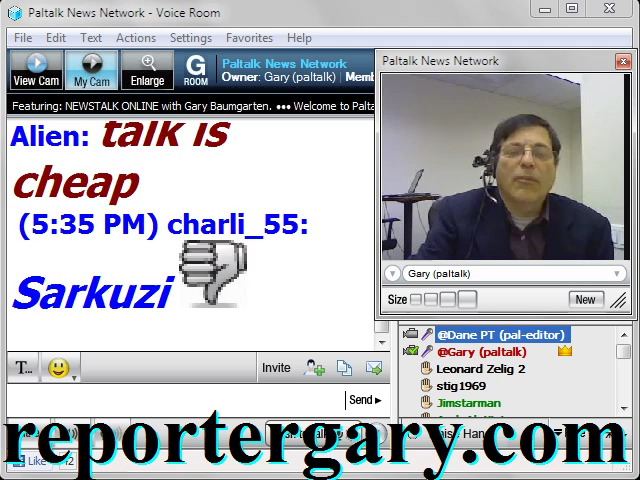 Paltalk News Network - Voice Room
File Edit Text Actions Settings Favorites Help
View Cam
My Cam
Enlarge
G
ROOM
Paltalk News Network
Owner: Gary (paltalk) | Memb
Featuring: NEWSTALK ONLINE with Gary Baumgarten. ●●● Welcome to Palta
Alien: talk is
cheap
(5:35 PM) charli_55:
Sarkuzi
Paltalk News Network
Gary (paltalk)
Size
New
@Dane PT (pal-editor)
@Gary (paltalk)
Leonard Zelig 2
stig1969
Jimstarman
T...
Invite
Send
reportergary.com
Like